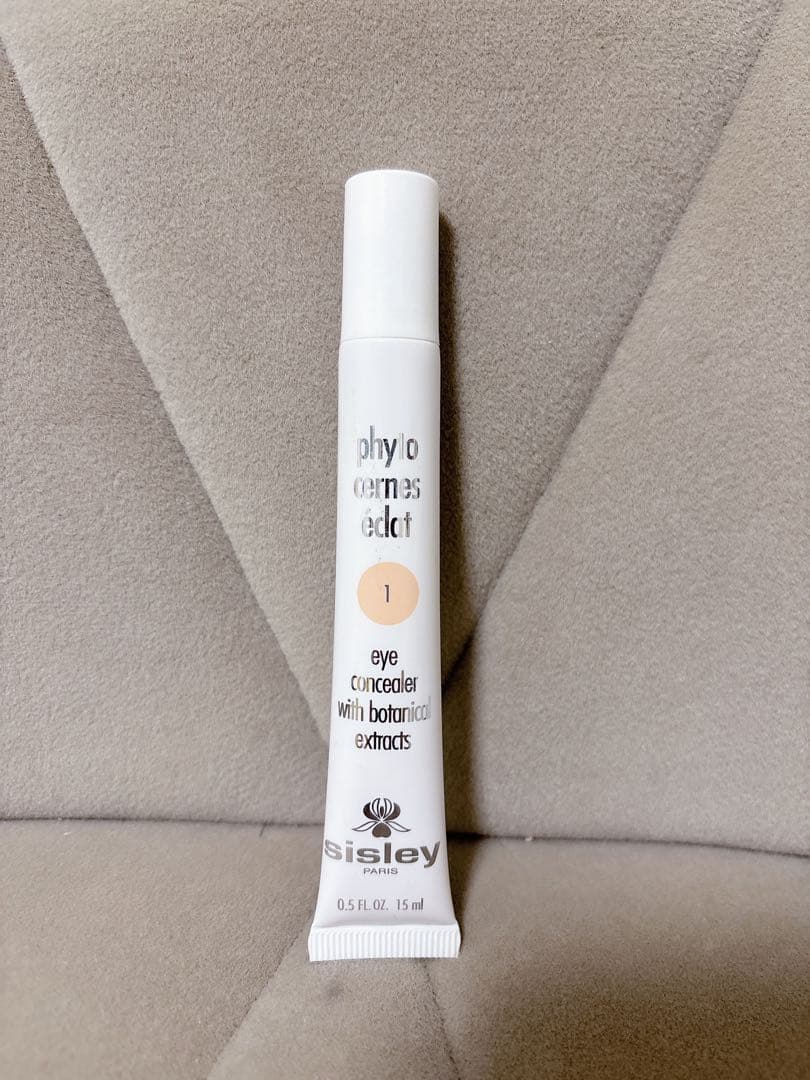 phyto
cernes
éclat
1
eye
concealer
with botanical
extracts
sisley
PARIS
0.5 FL.OZ. 15 ml